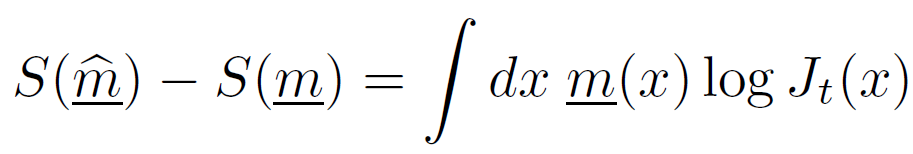 $S(\underline{\widehat{m}}) - S(\underline{m}) = \int dx\ \underline{m}(x) \log J_t(x)$